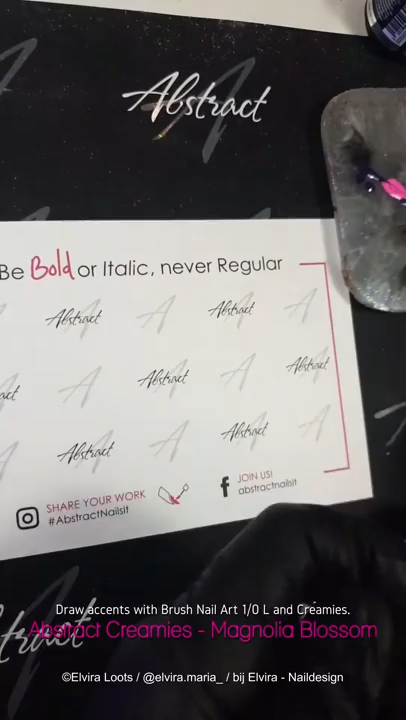 Abstract
Be Bold or Italic, never Regular
Abstract Abstract
Abstract Abstract
Abstract Abstract
SHARE YOUR WORK
#AbstractNailsit
JOIN US!
abstractnailsit
Draw accents with Brush Nail Art 1/0 L and Creamies.
Abstract Creamies - Magnolia Blossom
©Elvira Loots / @elvira.maria_ / bij Elvira - Naildesign